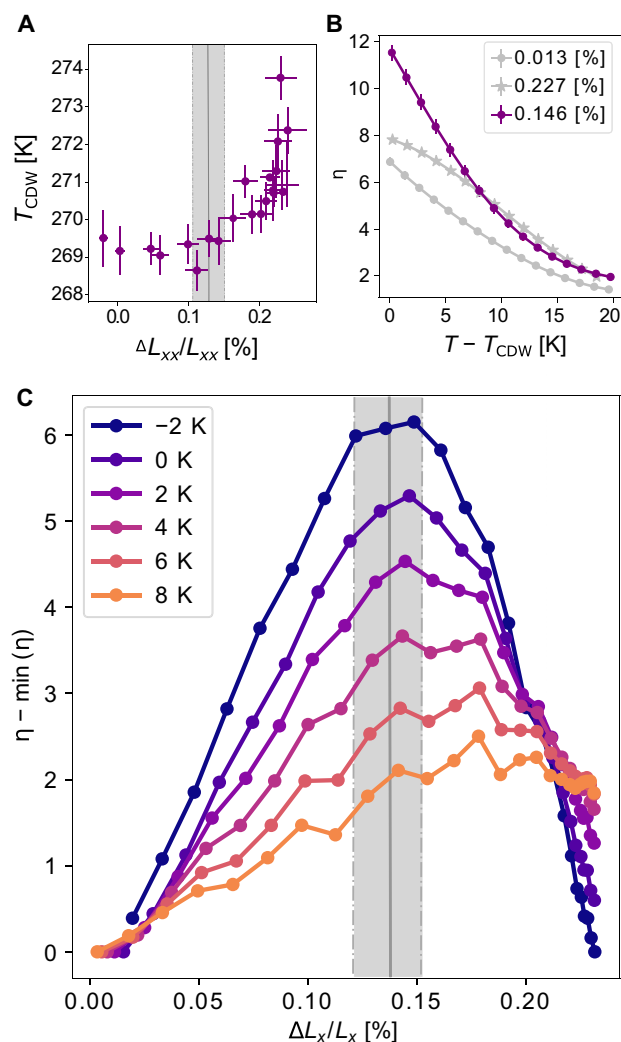 A
274
273
272
271
270
269
268
T_CDW [K]
0.0 0.1 0.2
ΔL_xx/L_xx [%]
B
12
10
8
6
4
2
η
0.013 [%]
0.227 [%]
0.146 [%]
0 5 10 15 20
T − T_CDW [K]
C
−2 K
0 K
2 K
4 K
6 K
8 K
6
5
4
3
2
1
0
η − min (η)
0.00 0.05 0.10 0.15 0.20
ΔL_x/L_x [%]